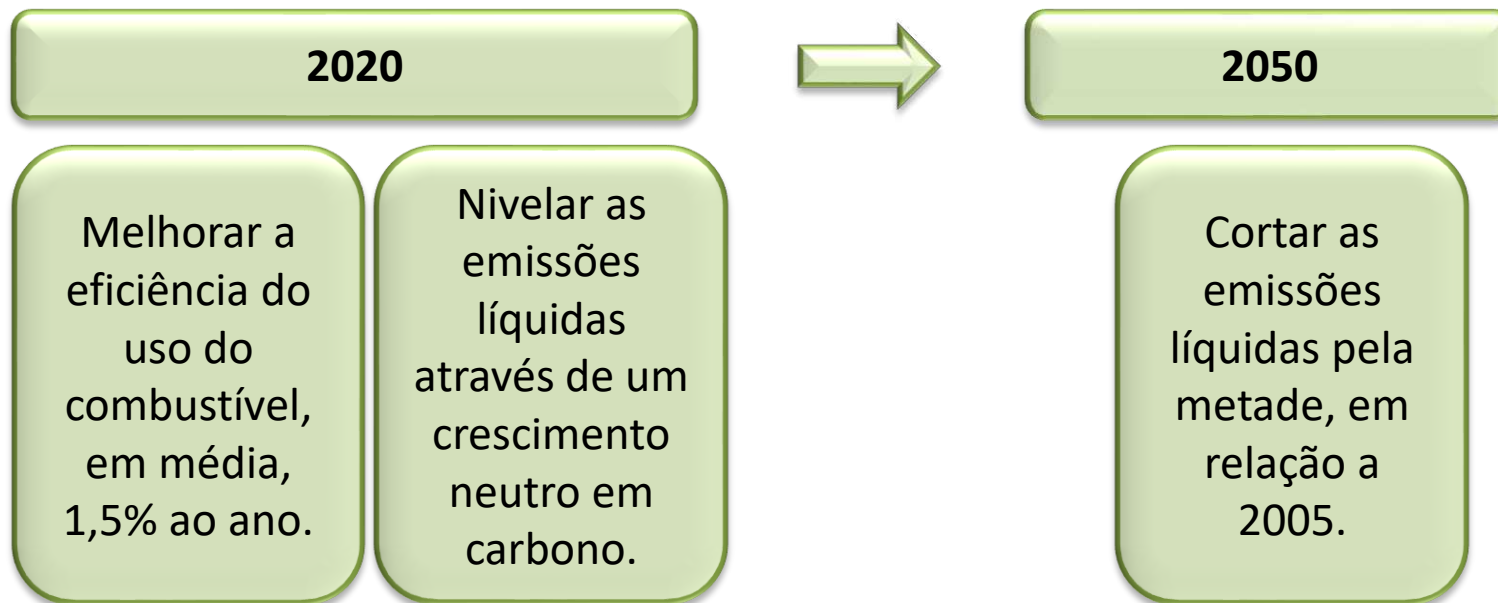 2020
2050
Melhorar a
eficiência do
uso do
combustível,
em média,
1,5% ao ano.
Nivelar as
emissões
líquidas
através de um
crescimento
neutro em
carbono.
Cortar as
emissões
líquidas pela
metade, em
relação a
2005.